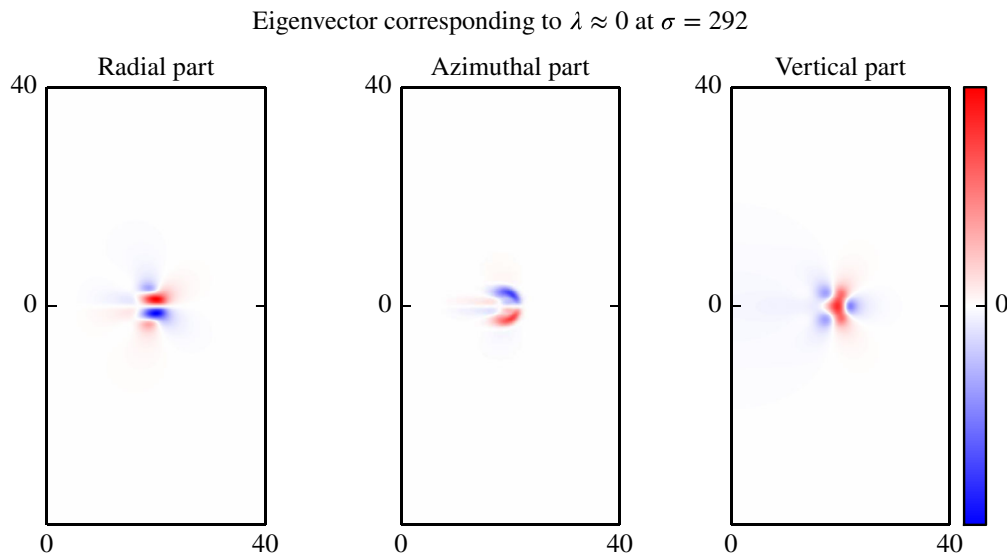 Eigenvector corresponding to λ ≈ 0 at σ = 292
Radial part Azimuthal part Vertical part
40 40 40
0 0 0 0
0 40 0 40 0 40 0